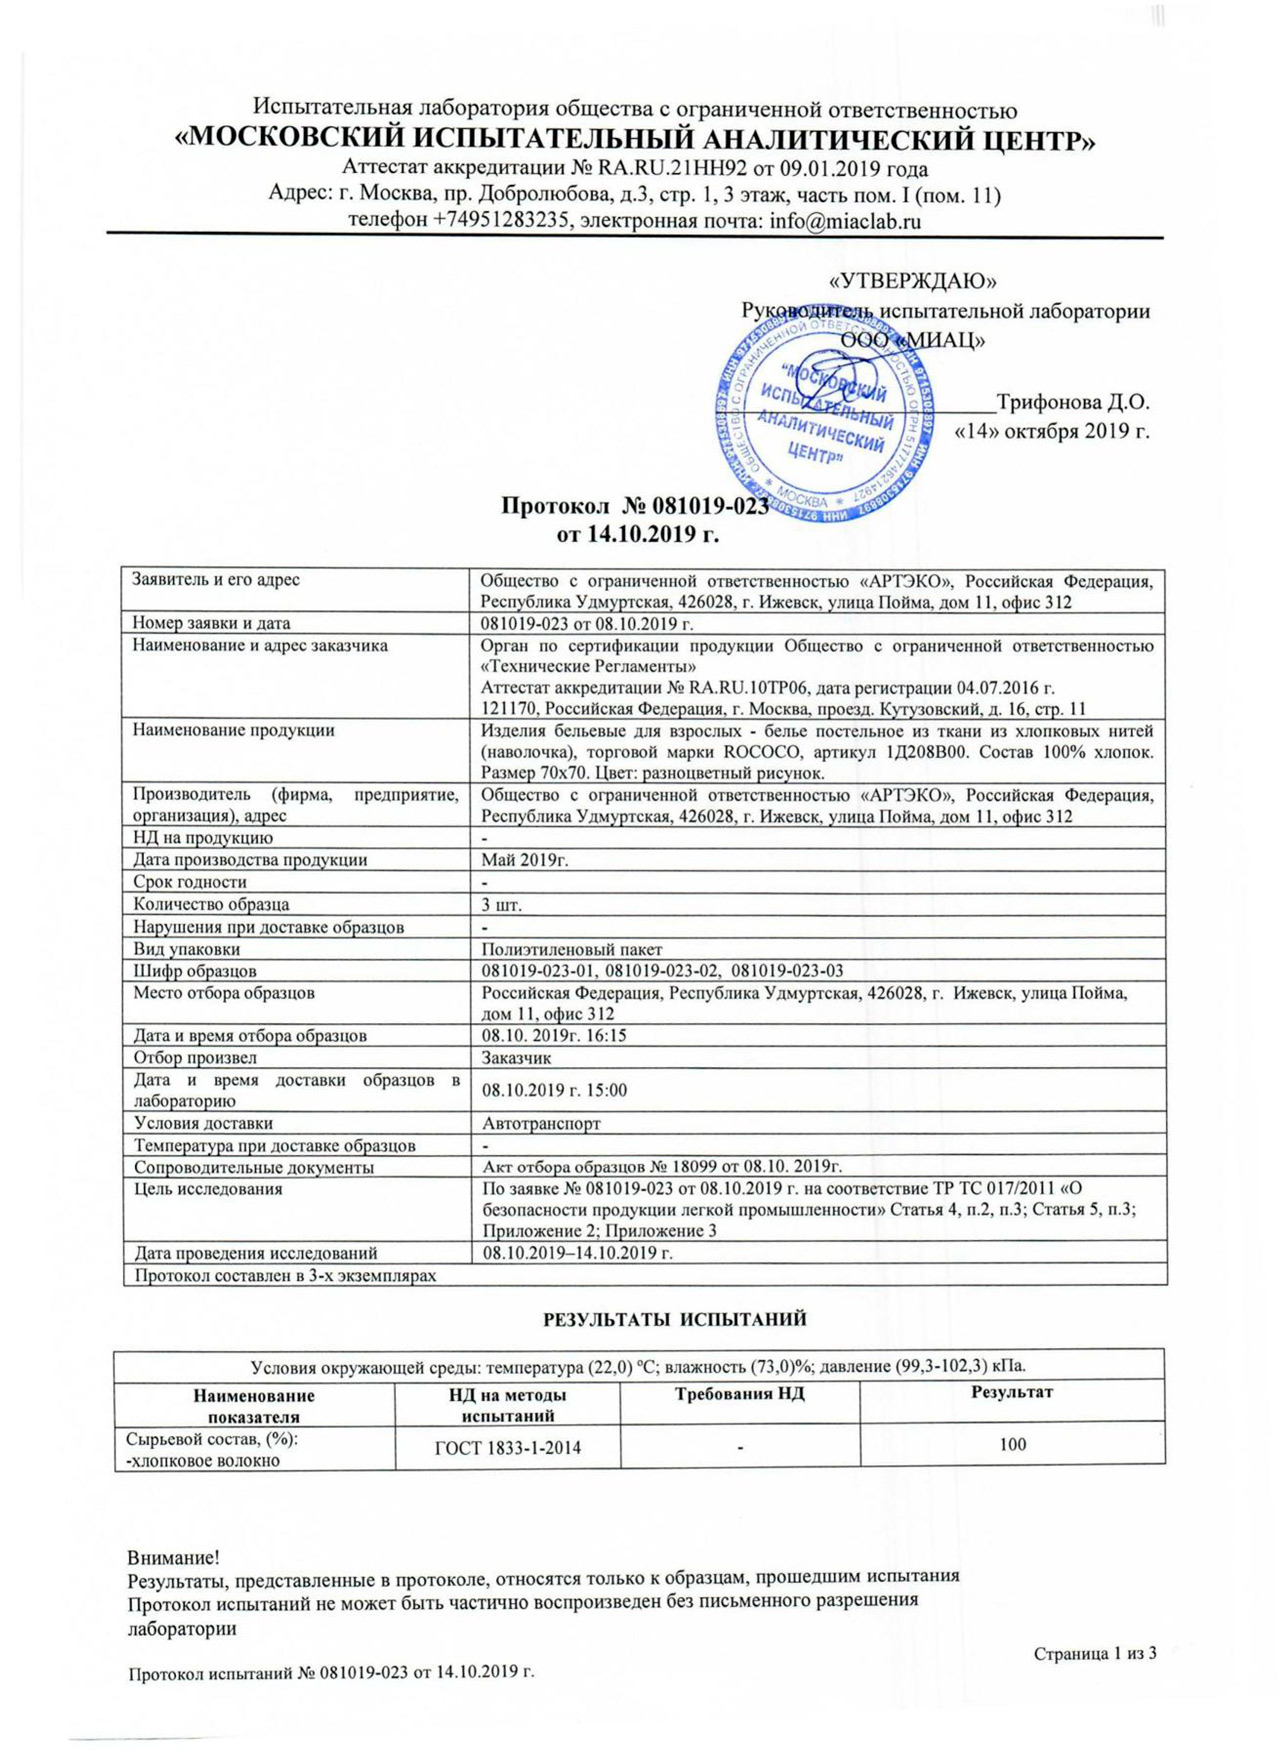 Испытательная лаборатория общества с ограниченной ответственностью
«МОСКОВСКИЙ ИСПЫТАТЕЛЬНЫЙ АНАЛИТИЧЕСКИЙ ЦЕНТР»
Аттестат аккредитации № RA.RU.21НН92 от 09.01.2019 года
Адрес: г. Москва, пр. Добролюбова, д.3, стр. 1, 3 этаж, часть пом. I (пом. 11)
телефон +74951283235, электронная почта: info@miaclab.ru
«УТВЕРЖДАЮ»
Руководитель испытательной лаборатории
ООО «МИАЦ»
Трифонова Д.О.
«14» октября 2019 г.
"МОСКОВСКИЙ
ИСПЫТАТЕЛЬНЫЙ
АНАЛИТИЧЕСКИЙ
ЦЕНТР"
ОБЩЕСТВО С ОГРАНИЧЕННОЙ ОТВЕТСТВЕННОСТЬЮ ОГРН 5177746214927
* МОСКВА *
ИНН 9715308897
Протокол № 081019-023
от 14.10.2019 г.
Заявитель и его адрес
Общество с ограниченной ответственностью «АРТЭКО», Российская Федерация,
Республика Удмуртская, 426028, г. Ижевск, улица Пойма, дом 11, офис 312
Номер заявки и дата
081019-023 от 08.10.2019 г.
Наименование и адрес заказчика
Орган по сертификации продукции Общество с ограниченной ответственностью
«Технические Регламенты»
Аттестат аккредитации № RA.RU.10ТР06, дата регистрации 04.07.2016 г.
121170, Российская Федерация, г. Москва, проезд. Кутузовский, д. 16, стр. 11
Наименование продукции
Изделия бельевые для взрослых - белье постельное из ткани из хлопковых нитей
(наволочка), торговой марки ROCOCO, артикул 1Д208В00. Состав 100% хлопок.
Размер 70х70. Цвет: разноцветный рисунок.
Производитель (фирма, предприятие,
организация), адрес
Общество с ограниченной ответственностью «АРТЭКО», Российская Федерация,
Республика Удмуртская, 426028, г. Ижевск, улица Пойма, дом 11, офис 312
НД на продукцию
-
Дата производства продукции
Май 2019г.
Срок годности
-
Количество образца
3 шт.
Нарушения при доставке образцов
-
Вид упаковки
Полиэтиленовый пакет
Шифр образцов
081019-023-01, 081019-023-02, 081019-023-03
Место отбора образцов
Российская Федерация, Республика Удмуртская, 426028, г. Ижевск, улица Пойма,
дом 11, офис 312
Дата и время отбора образцов
08.10. 2019г. 16:15
Отбор произвел
Заказчик
Дата и время доставки образцов в
лабораторию
08.10.2019 г. 15:00
Условия доставки
Автотранспорт
Температура при доставке образцов
-
Сопроводительные документы
Акт отбора образцов № 18099 от 08.10. 2019г.
Цель исследования
По заявке № 081019-023 от 08.10.2019 г. на соответствие ТР ТС 017/2011 «О
безопасности продукции легкой промышленности» Статья 4, п.2, п.3; Статья 5, п.3;
Приложение 2; Приложение 3
Дата проведения исследований
08.10.2019–14.10.2019 г.
Протокол составлен в 3-х экземплярах
РЕЗУЛЬТАТЫ ИСПЫТАНИЙ
Условия окружающей среды: температура (22,0) ºС; влажность (73,0)%; давление (99,3-102,3) кПа.
Наименование
показателя
НД на методы
испытаний
Требования НД
Результат
Сырьевой состав, (%):
-хлопковое волокно
ГОСТ 1833-1-2014
-
100
Внимание!
Результаты, представленные в протоколе, относятся только к образцам, прошедшим испытания
Протокол испытаний не может быть частично воспроизведен без письменного разрешения
лаборатории
Страница 1 из 3
Протокол испытаний № 081019-023 от 14.10.2019 г.